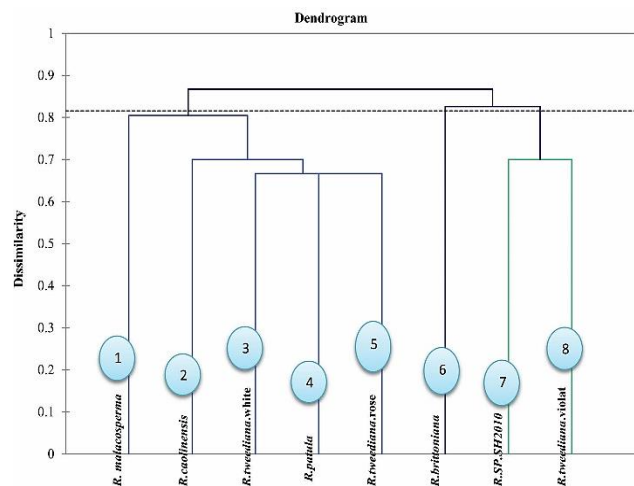 Dendrogram
1
0.9
0.8
0.7
0.6
0.5
0.4
0.3
0.2
0.1
0
Dissimilarity
1
2
3
4
5
6
7
8
R. malacosperma
R.caolinensis
R.tweediana.white
R.patula
R.tweediana.rose
R.brittoniana
R.SP.SH2010
R.tweediana.violat